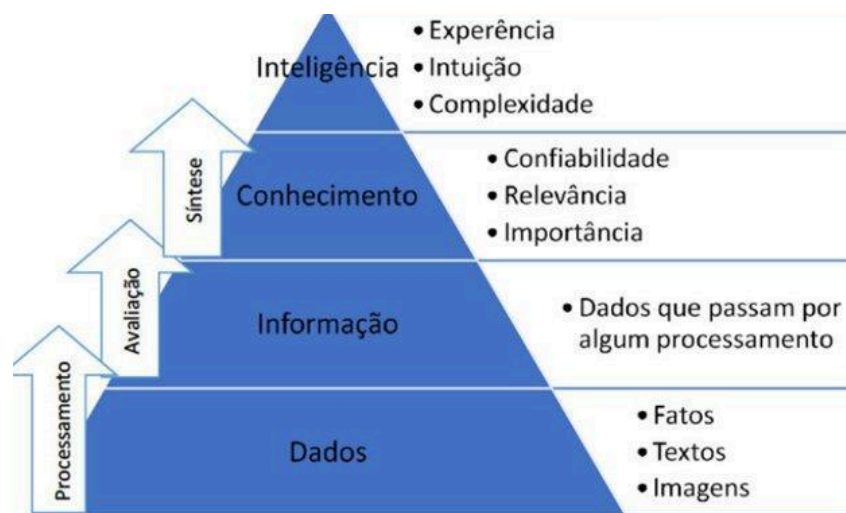 Inteligência
• Experência
• Intuição
• Complexidade
Síntese
Conhecimento
• Confiabilidade
• Relevância
• Importância
Avaliação
Informação
• Dados que passam por
algum processamento
Processamento
Dados
• Fatos
• Textos
• Imagens